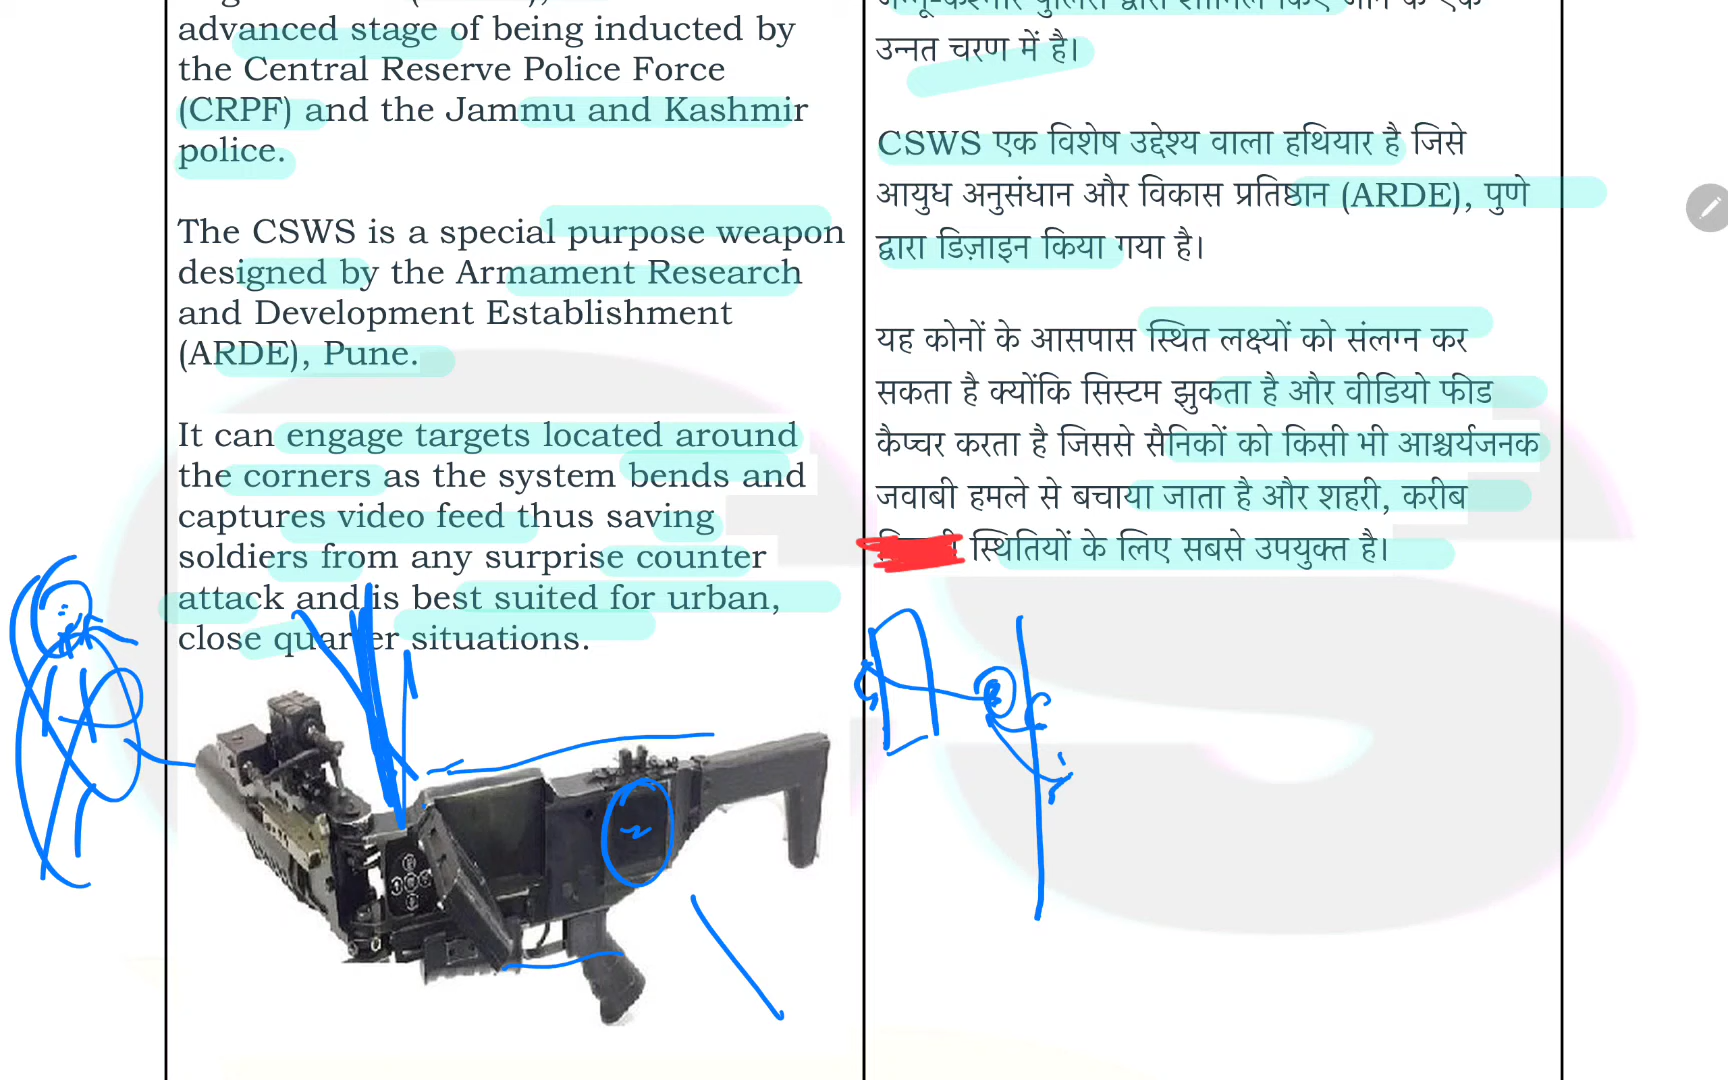 advanced stage of being inducted by
the Central Reserve Police Force
(CRPF) and the Jammu and Kashmir
police.
The CSWS is a special purpose weapon
designed by the Armament Research
and Development Establishment
(ARDE), Pune.
It can engage targets located around
the corners as the system bends and
captures video feed thus saving
soldiers from any surprise counter
attack and is best suited for urban,
close quarter situations.
जम्मू-कश्मीर पुलिस द्वारा शामिल किए जाने के एक
उन्नत चरण में है।
CSWS एक विशेष उद्देश्य वाला हथियार है जिसे
आयुध अनुसंधान और विकास प्रतिष्ठान (ARDE), पुणे
द्वारा डिज़ाइन किया गया है।
यह कोनों के आसपास स्थित लक्ष्यों को संलग्न कर
सकता है क्योंकि सिस्टम झुकता है और वीडियो फीड
कैप्चर करता है जिससे सैनिकों को किसी भी आश्चर्यजनक
जवाबी हमले से बचाया जाता है और शहरी, करीब
स्थितियों के लिए सबसे उपयुक्त है।